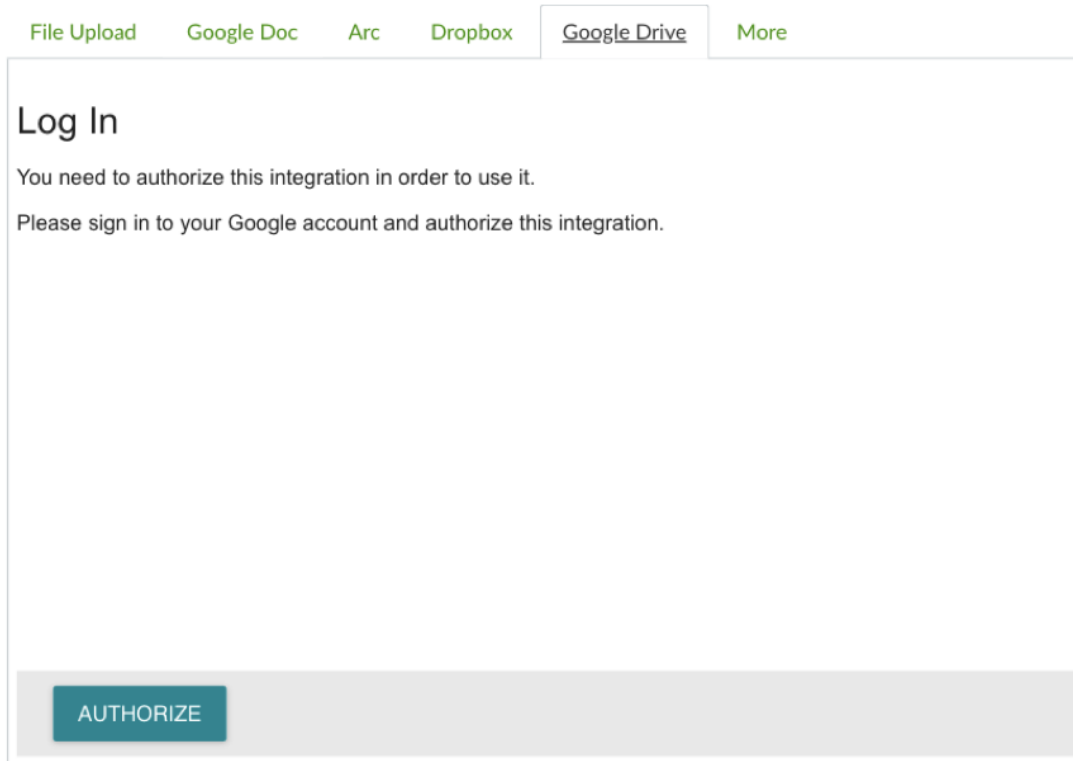 File Upload Google Doc Arc Dropbox Google Drive More
Log In
You need to authorize this integration in order to use it.
Please sign in to your Google account and authorize this integration.
AUTHORIZE